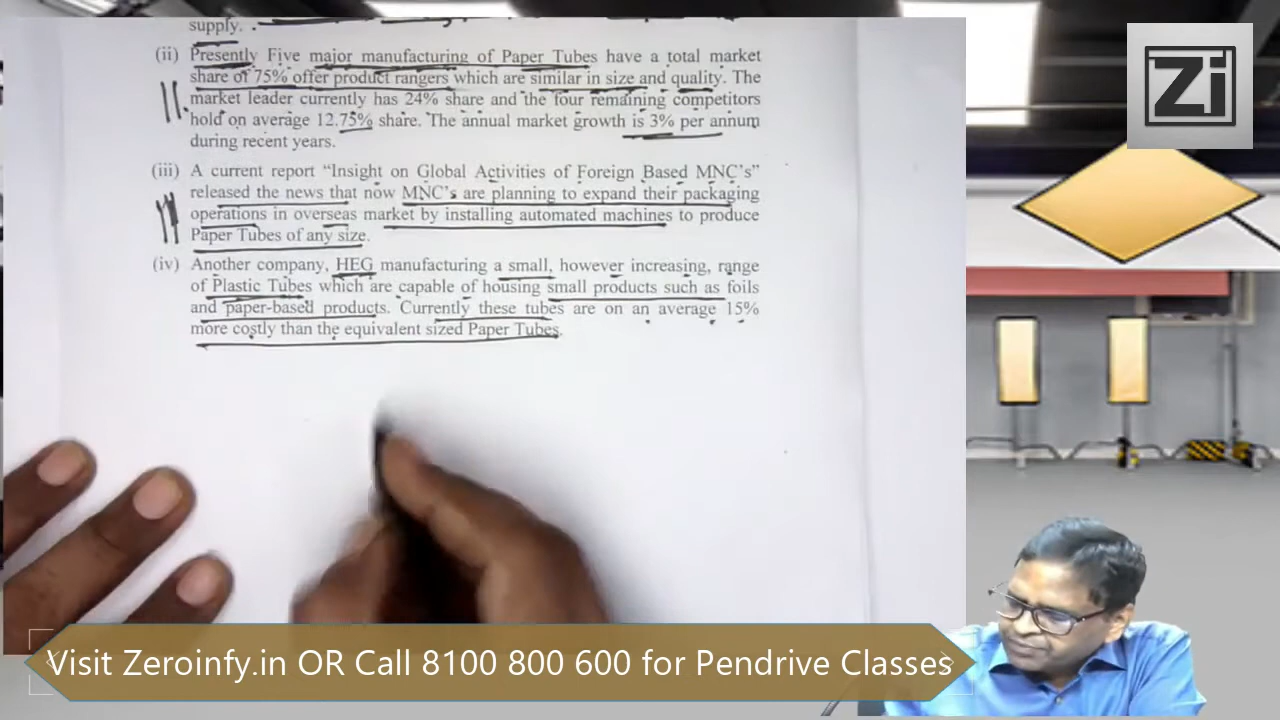 supply.
(ii) Presently Five major manufacturing of Paper Tubes have a total market
share of 75% offer product rangers which are similar in size and quality. The
market leader currently has 24% share and the four remaining competitors
hold on average 12.75% share. The annual market growth is 3% per annum
during recent years.
(iii) A current report “Insight on Global Activities of Foreign Based MNC’s”
released the news that now MNC’s are planning to expand their packaging
operations in overseas market by installing automated machines to produce
Paper Tubes of any size.
(iv) Another company, HEG manufacturing a small, however increasing, range
of Plastic Tubes which are capable of housing small products such as foils
and paper-based products. Currently these tubes are on an average 15%
more costly than the equivalent sized Paper Tubes.
Zi
Visit Zeroinfy.in OR Call 8100 800 600 for Pendrive Classes